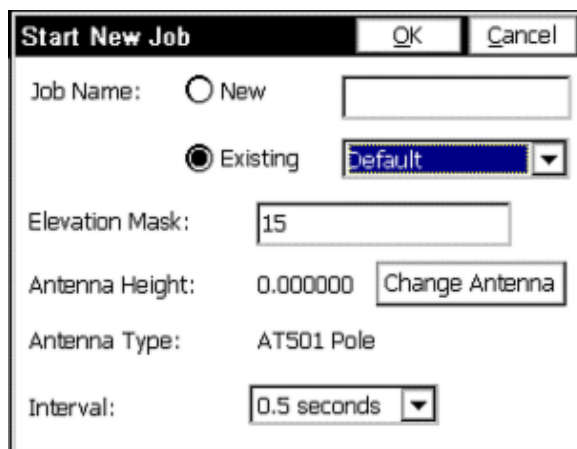 Start New Job OK Cancel
Job Name: New
Existing Default
Elevation Mask: 15
Antenna Height: 0.000000 Change Antenna
Antenna Type: AT501 Pole
Interval: 0.5 seconds